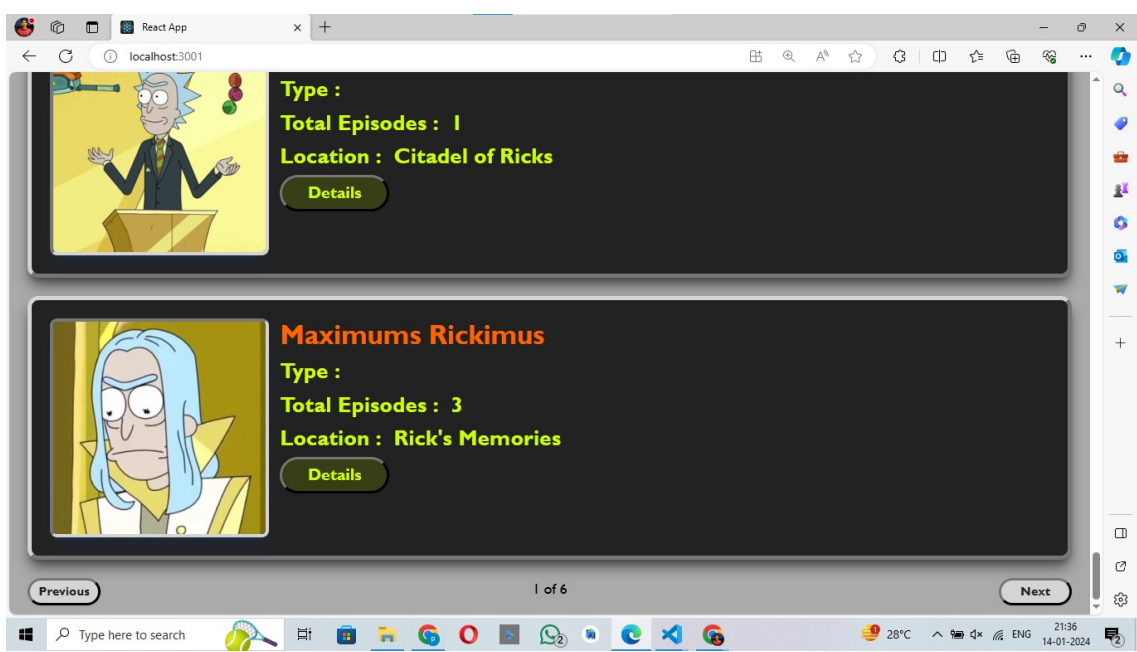 React App
localhost:3001
Type :
Total Episodes : 1
Location : Citadel of Ricks
Details
Maximums Rickimus
Type :
Total Episodes : 3
Location : Rick's Memories
Details
Previous
1 of 6
Next
Type here to search
28°C
ENG
21:36
14-01-2024
2
2